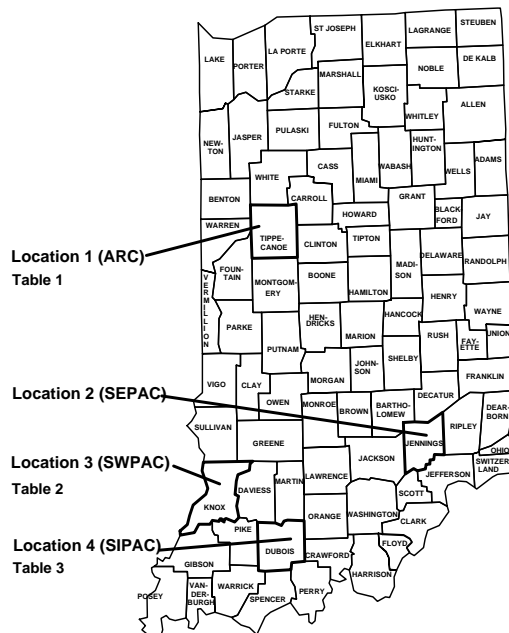 ST JOSEPH
LAGRANGE
STEUBEN
LA PORTE
ELKHART
LAKE
PORTER
NOBLE
DE KALB
MARSHALL
STARKE
KOSCI-
USKO
WHITLEY
ALLEN
NEW-
TON
JASPER
PULASKI
FULTON
HUNT-
INGTON
WABASH
MIAMI
CASS
WHITE
WELLS
ADAMS
BENTON
CARROLL
GRANT
BLACK
FORD
JAY
HOWARD
WARREN
TIPPE-
CANOE
CLINTON
TIPTON
Location 1 (ARC)
Table 1
MADI-
SON
DELAWARE
RANDOLPH
FOUN-
TAIN
VERMILLION
MONTGOM-
ERY
BOONE
HAMILTON
HENRY
WAYNE
PARKE
HEN-
DRICKS
MARION
HANCOCK
RUSH
FAY-
ETTE
UNION
PUTNAM
JOHN-
SON
SHELBY
FRANKLIN
VIGO
CLAY
MORGAN
OWEN
MONROE
BROWN
BARTHO-
LOMEW
DECATUR
Location 2 (SEPAC)
SULLIVAN
GREENE
JENNINGS
RIPLEY
DEAR-
BORN
OHIO
SWITZER
LAND
JACKSON
JEFFERSON
Location 3 (SWPAC)
Table 2
KNOX
DAVIESS
MARTIN
LAWRENCE
SCOTT
WASHINGTON
CLARK
ORANGE
PIKE
DUBOIS
Location 4 (SIPAC)
Table 3
CRAWFORD
FLOYD
HARRISON
GIBSON
POSEY
VAN-
DER-
BURGH
WARRICK
SPENCER
PERRY